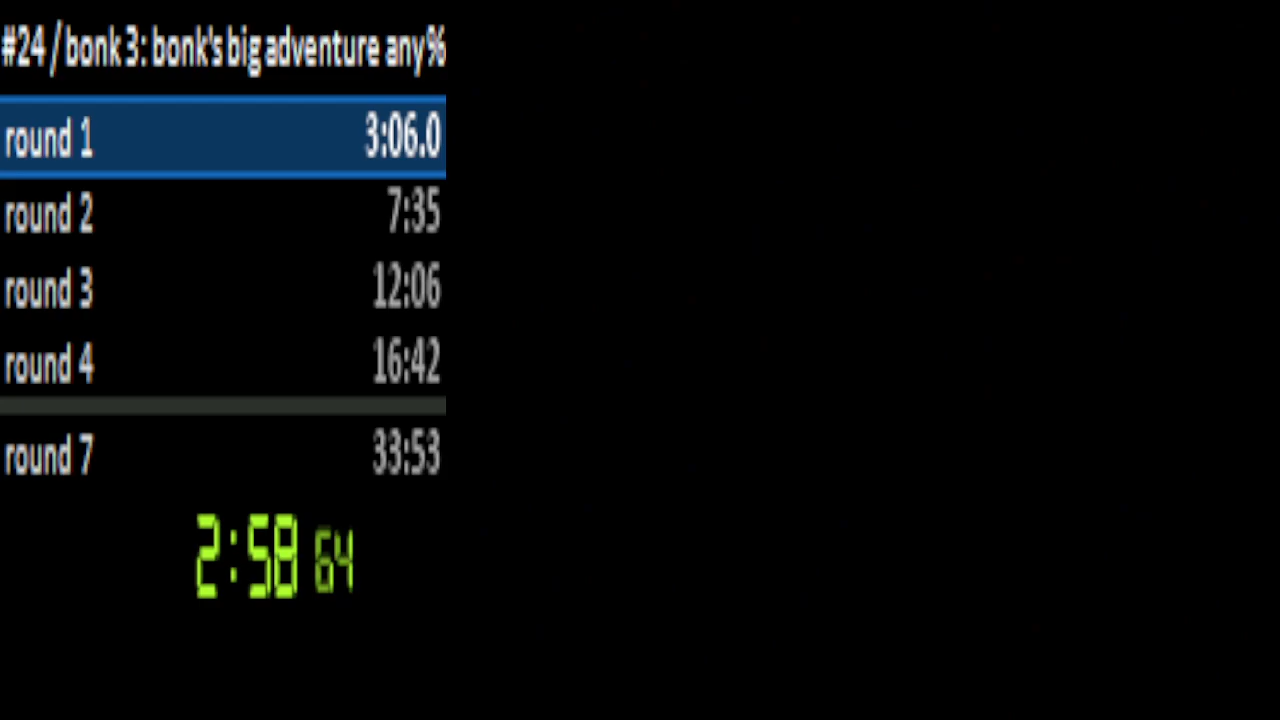 #24 / bonk 3: bonk's big adventure any%
round 1 3:06.0
round 2 7:35
round 3 12:06
round 4 16:42
round 7 33:53
2:58 64